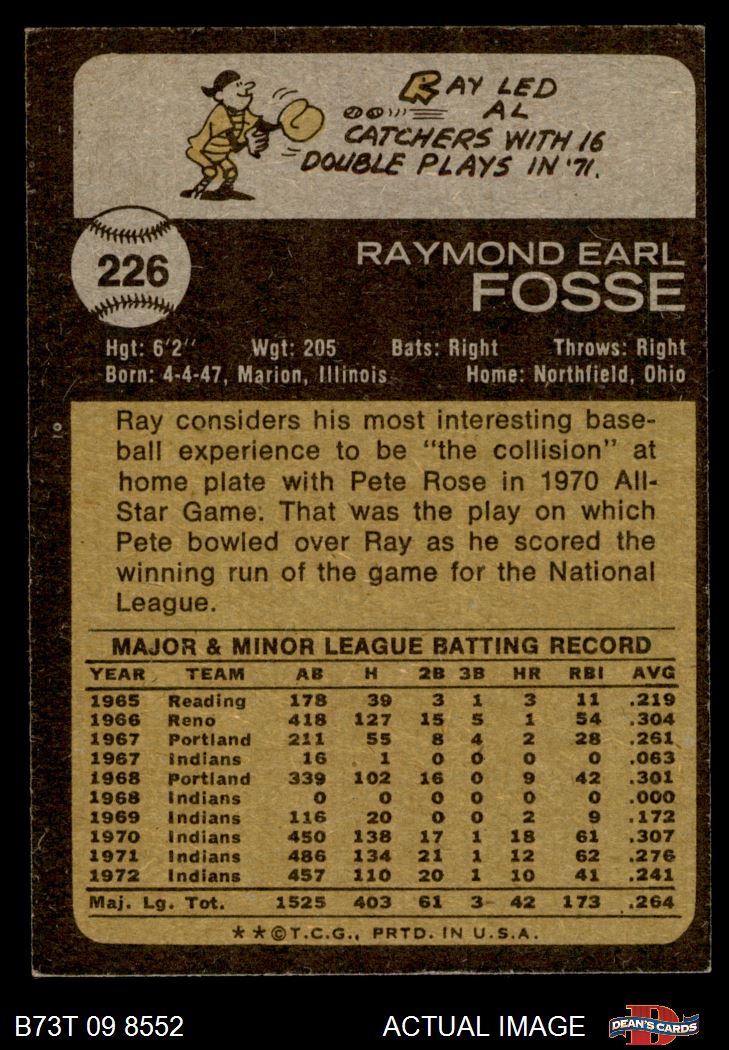 RAY LED
AL
CATCHERS WITH 16
DOUBLE PLAYS IN '71.
226
RAYMOND EARL
FOSSE
Hgt: 6'2" Wgt: 205 Bats: Right Throws: Right
Born: 4-4-47, Marion, Illinois Home: Northfield, Ohio
Ray considers his most interesting base-
ball experience to be "the collision" at
home plate with Pete Rose in 1970 All-
Star Game. That was the play on which
Pete bowled over Ray as he scored the
winning run of the game for the National
League.
MAJOR & MINOR LEAGUE BATTING RECORD
YEAR TEAM AB H 2B 3B HR RBI AVG
1965 Reading 178 39 3 1 3 11 .219
1966 Reno 418 127 15 5 1 54 .304
1967 Portland 211 55 8 4 2 28 .261
1967 Indians 16 1 0 0 0 0 .063
1968 Portland 339 102 16 0 9 42 .301
1968 Indians 0 0 0 0 0 0 .000
1969 Indians 116 20 0 0 2 9 .172
1970 Indians 450 138 17 1 18 61 .307
1971 Indians 486 134 21 1 12 62 .276
1972 Indians 457 110 20 1 10 41 .241
Maj. Lg. Tot. 1525 403 61 3 42 173 .264
* * © T.C.G., PRTD. IN U.S.A.
B73T 09 8552 ACTUAL IMAGE D DEAN'S CARDS